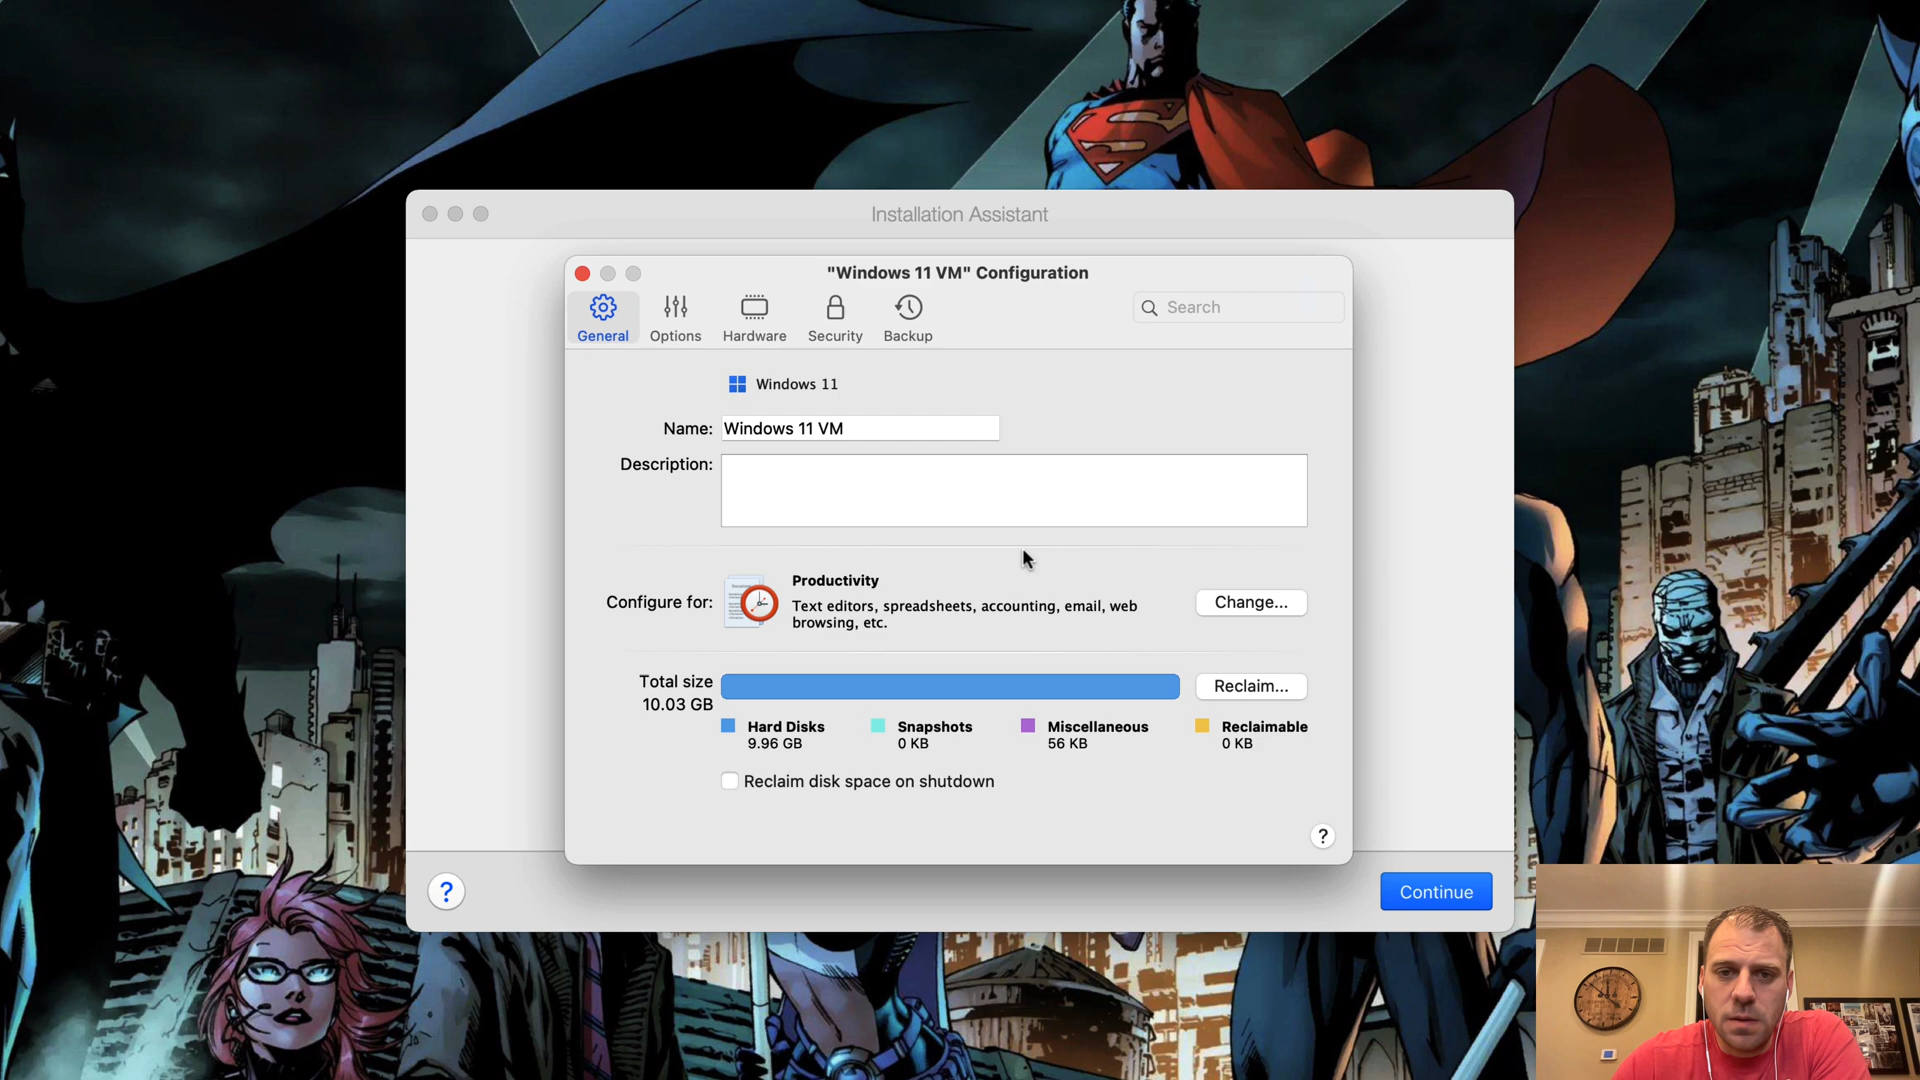 Installation Assistant
"Windows 11 VM" Configuration
General
Options
Hardware
Security
Backup
Search
Windows 11
Name:
Windows 11 VM
Description:
Configure for:
Productivity
Text editors, spreadsheets, accounting, email, web
browsing, etc.
Change...
Total size
10.03 GB
Reclaim...
Hard Disks
9.96 GB
Snapshots
0 KB
Miscellaneous
56 KB
Reclaimable
0 KB
Reclaim disk space on shutdown
?
?
Continue